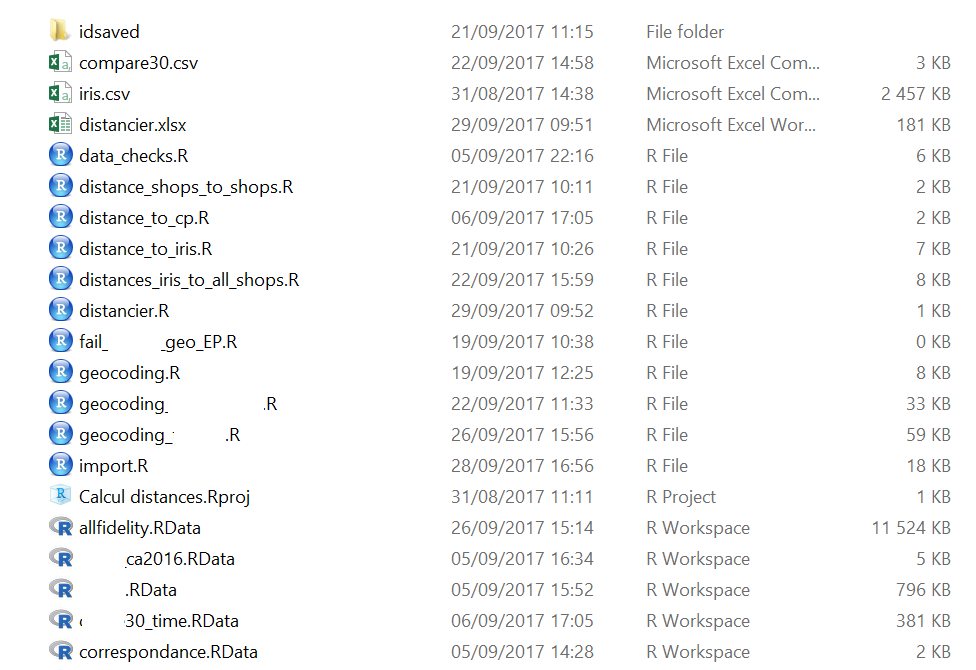 idsaved 21/09/2017 11:15 File folder
compare30.csv 22/09/2017 14:58 Microsoft Excel Com... 3 KB
iris.csv 31/08/2017 14:38 Microsoft Excel Com... 2 457 KB
distancier.xlsx 29/09/2017 09:51 Microsoft Excel Wor... 181 KB
data_checks.R 05/09/2017 22:16 R File 6 KB
distance_shops_to_shops.R 21/09/2017 10:11 R File 2 KB
distance_to_cp.R 06/09/2017 17:05 R File 2 KB
distance_to_iris.R 21/09/2017 10:26 R File 7 KB
distances_iris_to_all_shops.R 22/09/2017 15:59 R File 8 KB
distancier.R 29/09/2017 09:52 R File 1 KB
fail_ _geo_EP.R 19/09/2017 10:38 R File 0 KB
geocoding.R 19/09/2017 12:25 R File 8 KB
geocoding_ .R 22/09/2017 11:33 R File 33 KB
geocoding_ .R 26/09/2017 15:56 R File 59 KB
import.R 28/09/2017 16:56 R File 18 KB
Calcul distances.Rproj 31/08/2017 11:11 R Project 1 KB
allfidelity.RData 26/09/2017 15:14 R Workspace 11 524 KB
_ca2016.RData 05/09/2017 16:34 R Workspace 5 KB
.RData 05/09/2017 15:52 R Workspace 796 KB
30_time.RData 06/09/2017 17:05 R Workspace 381 KB
correspondance.RData 05/09/2017 14:28 R Workspace 2 KB